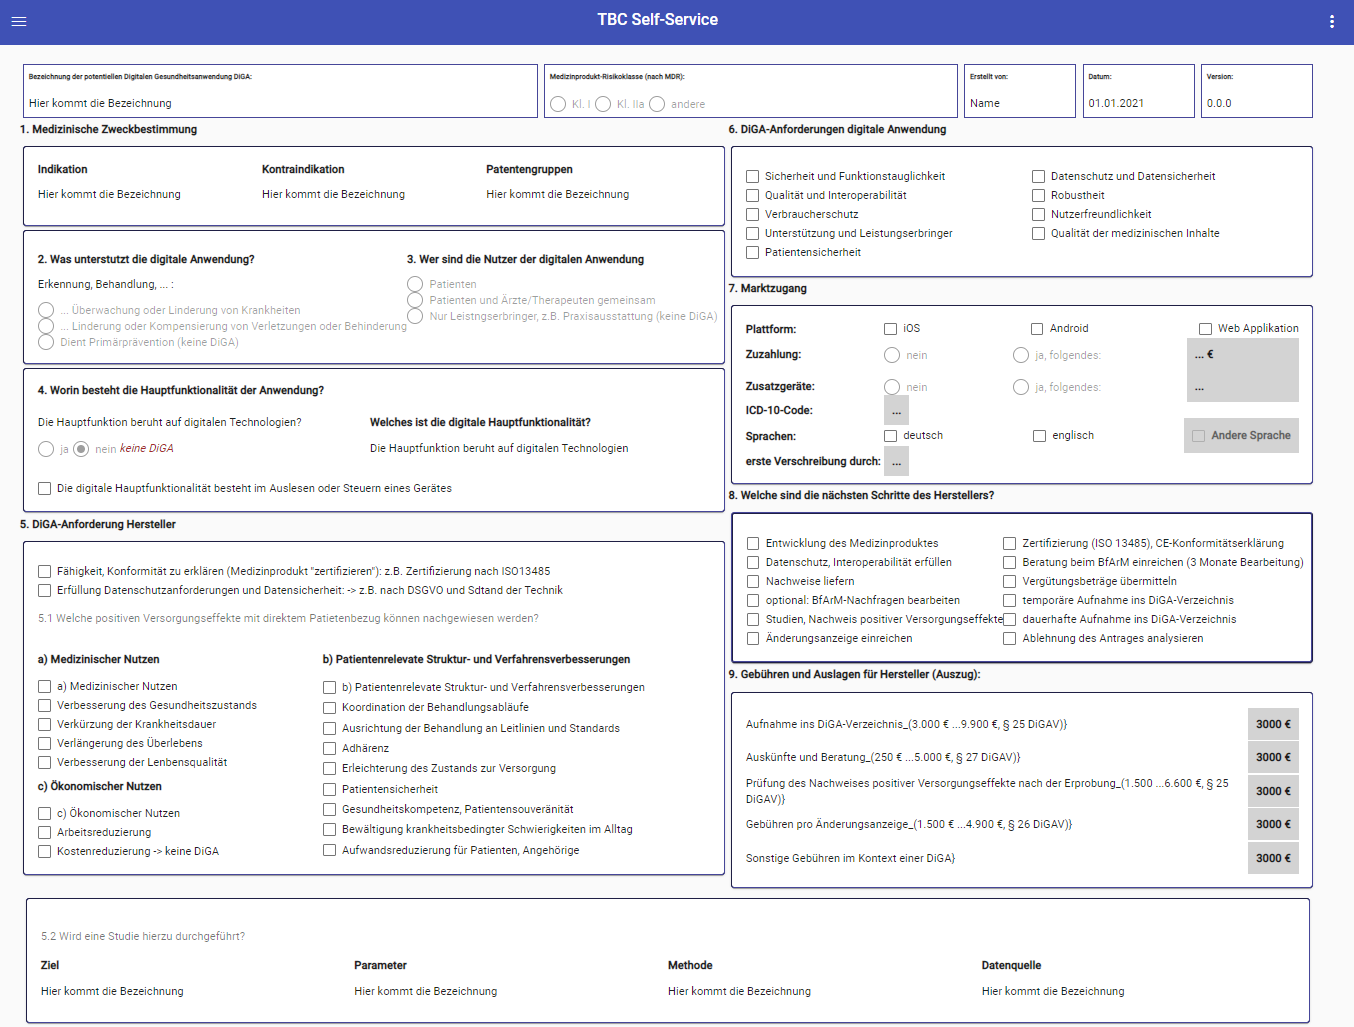 TBC Self-Service
Bezeichnung der potentiellen Digitalen Gesundheitsanwendung DiGA:
Hier kommt die Bezeichnung
Medizinprodukt-Risikoklasse (nach MDR):
Kl. I Kl. IIa andere
Erstellt von:
Name
Datum:
01.01.2021
Version:
0.0.0
1. Medizinische Zweckbestimmung
Indikation Kontraindikation Patentengruppen
Hier kommt die Bezeichnung Hier kommt die Bezeichnung Hier kommt die Bezeichnung
2. Was unterstutzt die digitale Anwendung?
Erkennung, Behandlung, ... :
... Überwachung oder Linderung von Krankheiten
... Linderung oder Kompensierung von Verletzungen oder Behinderung
Dient Primärprävention (keine DiGA)
3. Wer sind die Nutzer der digitalen Anwendung
Patienten
Patienten und Ärzte/Therapeuten gemeinsam
Nur Leistngserbringer, z.B. Praxisausstattung (keine DiGA)
4. Worin besteht die Hauptfunktionalität der Anwendung?
Die Hauptfunktion beruht auf digitalen Technologien?
ja nein keine DiGA
Welches ist die digitale Hauptfunktionalität?
Die Hauptfunktion beruht auf digitalen Technologien
Die digitale Hauptfunktionalität besteht im Auslesen oder Steuern eines Gerätes
5. DiGA-Anforderung Hersteller
Fähigkeit, Konformität zu erklären (Medizinprodukt "zertifizieren"): z.B. Zertifizierung nach ISO13485
Erfüllung Datenschutzanforderungen und Datensicherheit: -> z.B. nach DSGVO und Sdtand der Technik
5.1 Welche positiven Versorgungseffekte mit direktem Patietenbezug können nachgewiesen werden?
a) Medizinischer Nutzen
a) Medizinischer Nutzen
Verbesserung des Gesundheitszustands
Verkürzung der Krankheitsdauer
Verlängerung des Überlebens
Verbesserung der Lenbensqualität
c) Ökonomischer Nutzen
c) Ökonomischer Nutzen
Arbeitsreduzierung
Kostenreduzierung -> keine DiGA
b) Patientenrelevate Struktur- und Verfahrensverbesserungen
b) Patientenrelevate Struktur- und Verfahrensverbesserungen
Koordination der Behandlungsabläufe
Ausrichtung der Behandlung an Leitlinien und Standards
Adhärenz
Erleichterung des Zustands zur Versorgung
Patientensicherheit
Gesundheitskompetenz, Patientensouveränität
Bewältigung krankheitsbedingter Schwierigkeiten im Alltag
Aufwandsreduzierung für Patienten, Angehörige
6. DiGA-Anforderungen digitale Anwendung
Sicherheit und Funktionstauglichkeit
Qualität und Interoperabilität
Verbraucherschutz
Unterstützung und Leistungserbringer
Patientensicherheit
Datenschutz und Datensicherheit
Robustheit
Nutzerfreundlichkeit
Qualität der medizinischen Inhalte
7. Marktzugang
Plattform: iOS Android Web Applikation
Zuzahlung: nein ja, folgendes: ... €
Zusatzgeräte: nein ja, folgendes: ...
ICD-10-Code: ...
Sprachen: deutsch englisch Andere Sprache
erste Verschreibung durch: ...
8. Welche sind die nächsten Schritte des Herstellers?
Entwicklung des Medizinproduktes
Datenschutz, Interoperabilität erfüllen
Nachweise liefern
optional: BfArM-Nachfragen bearbeiten
Studien, Nachweis positiver Versorgungseffekte
Änderungsanzeige einreichen
Zertifizierung (ISO 13485), CE-Konformitätserklärung
Beratung beim BfArM einreichen (3 Monate Bearbeitung)
Vergütungsbeträge übermitteln
temporäre Aufnahme ins DiGA-Verzeichnis
dauerhafte Aufnahme ins DiGA-Verzeichnis
Ablehnung des Antrages analysieren
9. Gebühren und Auslagen für Hersteller (Auszug):
Aufnahme ins DiGA-Verzeichnis_(3.000 € ...9.900 €, § 25 DiGAV)} 3000 €
Auskünfte und Beratung_(250 € ...5.000 €, § 27 DiGAV)} 3000 €
Prüfung des Nachweises positiver Versorgungseffekte nach der Erprobung_(1.500 ...6.600 €, § 25
DiGAV)} 3000 €
Gebühren pro Änderungsanzeige_(1.500 € ...4.900 €, § 26 DiGAV)} 3000 €
Sonstige Gebühren im Kontext einer DiGA} 3000 €
5.2 Wird eine Studie hierzu durchgeführt?
Ziel Parameter Methode Datenquelle
Hier kommt die Bezeichnung Hier kommt die Bezeichnung Hier kommt die Bezeichnung Hier kommt die Bezeichnung